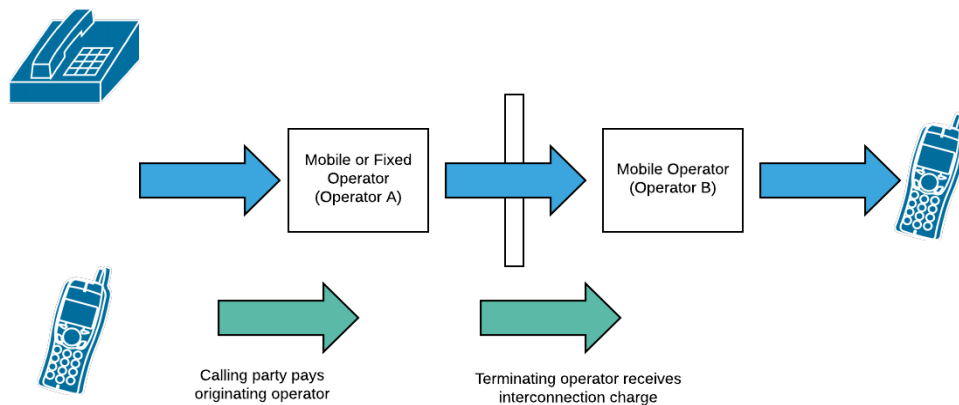 Mobile or Fixed
Operator
(Operator A)
Mobile Operator
(Operator B)
Calling party pays
originating operator
Terminating operator receives
interconnection charge